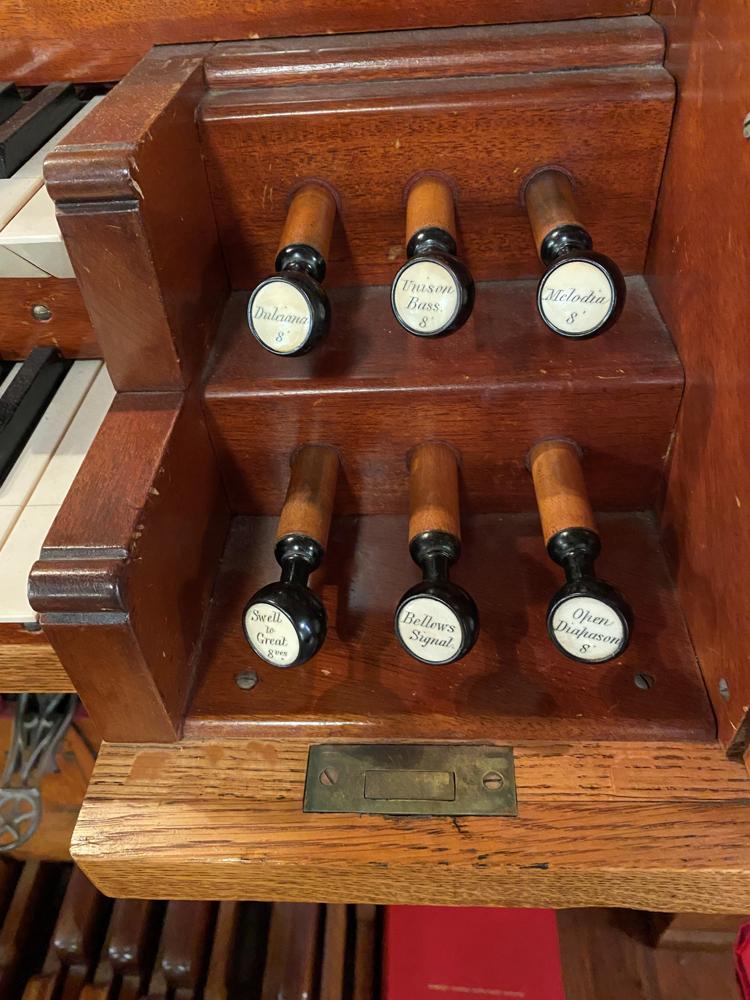 Dulciana
8'
Unison
Bass.
8'
Melodia
8'
Swell
to
Great
8ves
Bellows
Signal.
Open
Diapason
8'